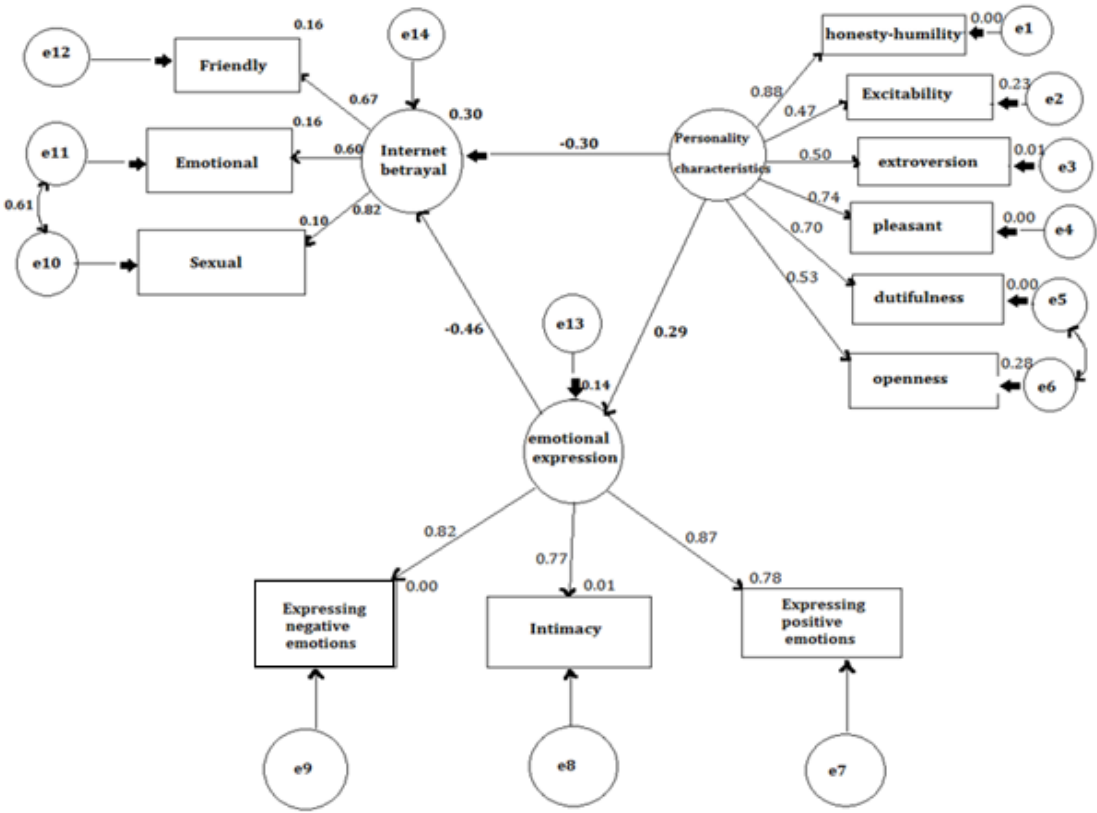 e12
0.16
Friendly
e14
0.00
e1
honesty-humility
0.67
0.30
0.88
0.23
e2
Excitability
0.47
e11
0.16
Emotional
0.60
Internet
betrayal
-0.30
Personality
characteristics
0.50
extroversion
0.01
e3
0.61
0.82
0.10
e10
Sexual
0.74
pleasant
0.00
e4
0.70
0.53
dutifulness
0.00
e5
-0.46
e13
0.29
0.14
openness
0.28
e6
emotional
expression
0.82
0.77
0.87
0.00
0.01
0.78
Expressing
negative
emotions
Intimacy
Expressing
positive
emotions
e9
e8
e7